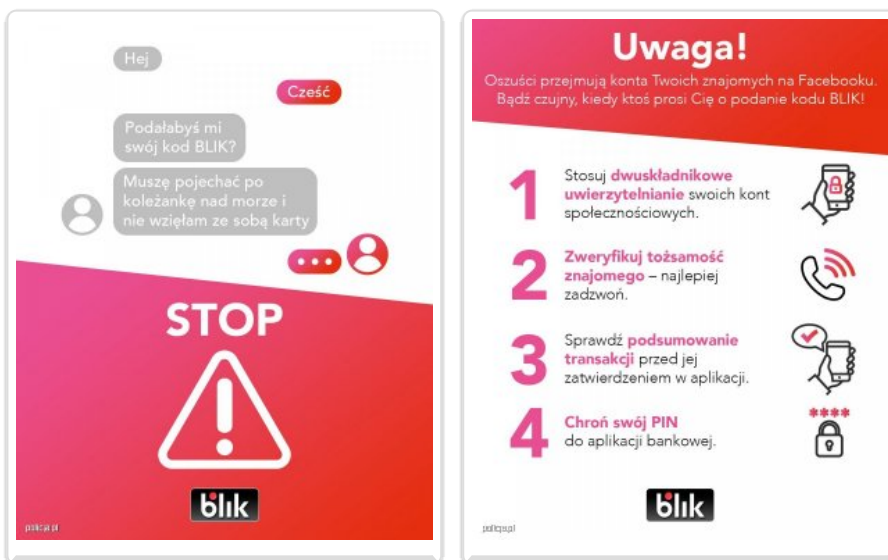 Hej
Cześć
Podałabyś mi
swój kod BLIK?
Muszę pojechać po
koleżankę nad morze i
nie wzięłam ze sobą karty
STOP
blik
policja.pl
Uwaga!
Oszuści przejmują konta Twoich znajomych na Facebooku.
Bądź czujny, kiedy ktoś prosi Cię o podanie kodu BLIK!
1
Stosuj dwuskładnikowe
uwierzytelnianie swoich kont
społecznościowych.
2
Zweryfikuj tożsamość
znajomego – najlepiej
zadzwoń.
3
Sprawdź podsumowanie
transakcji przed jej
zatwierdzeniem w aplikacji.
4
Chroń swój PIN
do aplikacji bankowej.
****
blik
policja.pl